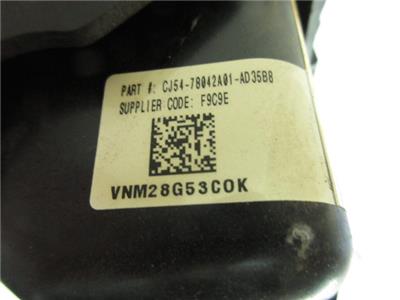 PART #: CJ54-78042A01-AD35B8
SUPPLIER CODE: F9C9E
VNM28G53COK